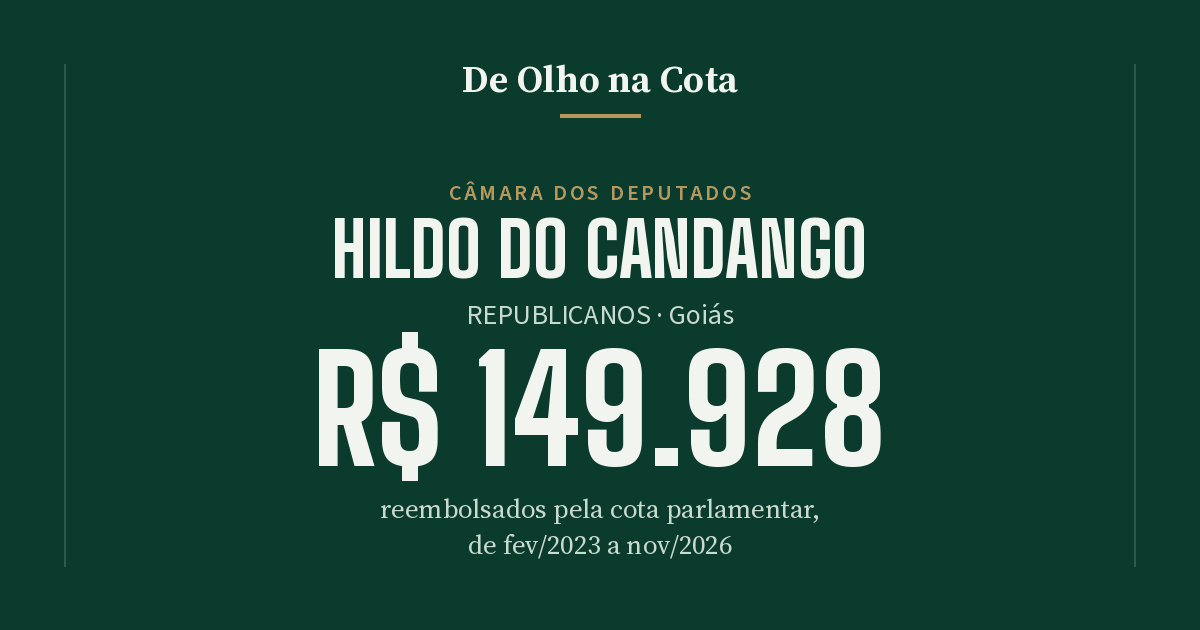 De Olho na Cota
CÂMARA DOS DEPUTADOS
HILDO DO CANDANGO
REPUBLICANOS · Goiás
R$ 149.928
reembolsados pela cota parlamentar,
de fev/2023 a nov/2026